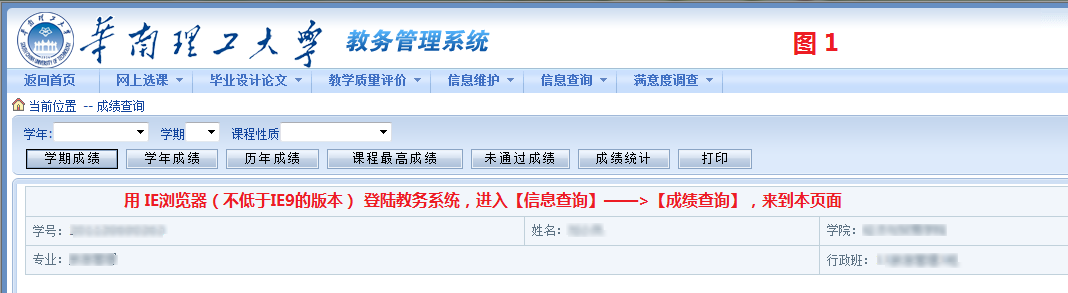 华南理工大学 教务管理系统 图 1
返回首页 网上选课 毕业设计论文 教学质量评价 信息维护 信息查询 满意度调查
当前位置 -- 成绩查询
学年: 学期 课程性质
学期成绩 学年成绩 历年成绩 课程最高成绩 未通过成绩 成绩统计 打印
用 IE浏览器（不低于IE9的版本） 登陆教务系统，进入【信息查询】——>【成绩查询】，来到本页面
学号： 姓名： 学院：
专业： 行政班：